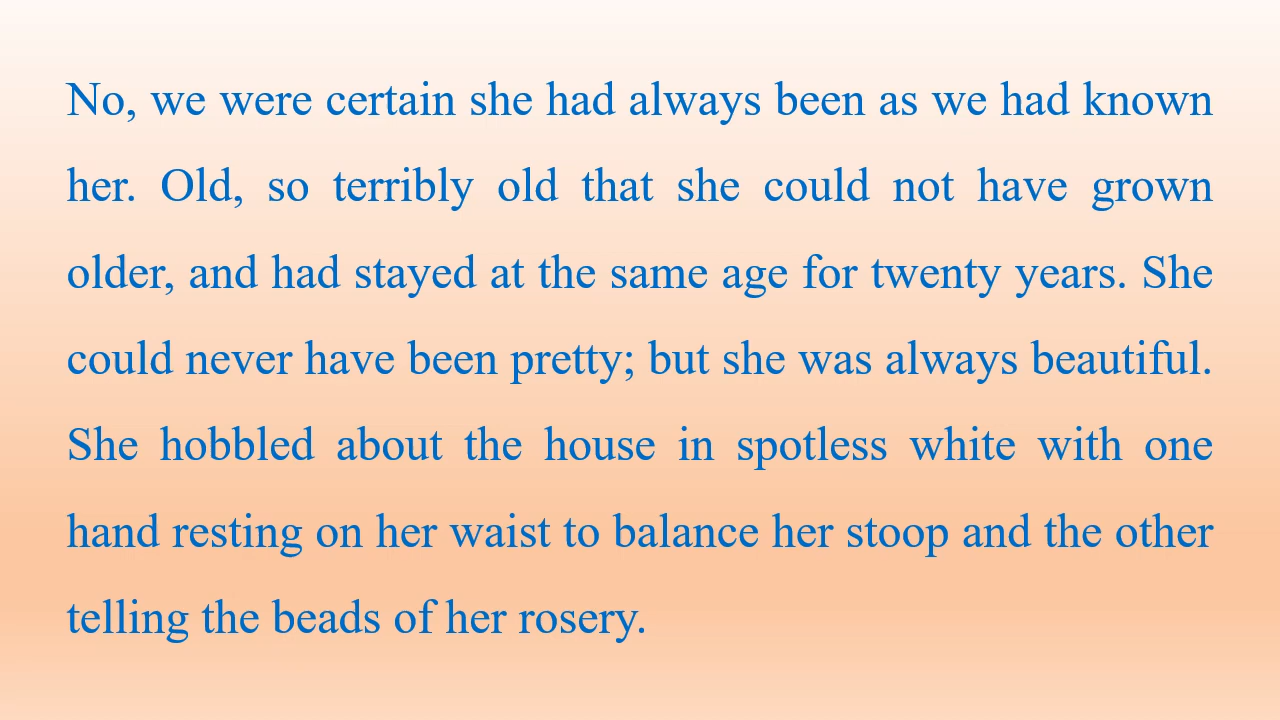 No, we were certain she had always been as we had known
her. Old, so terribly old that she could not have grown
older, and had stayed at the same age for twenty years. She
could never have been pretty; but she was always beautiful.
She hobbled about the house in spotless white with one
hand resting on her waist to balance her stoop and the other
telling the beads of her rosery.